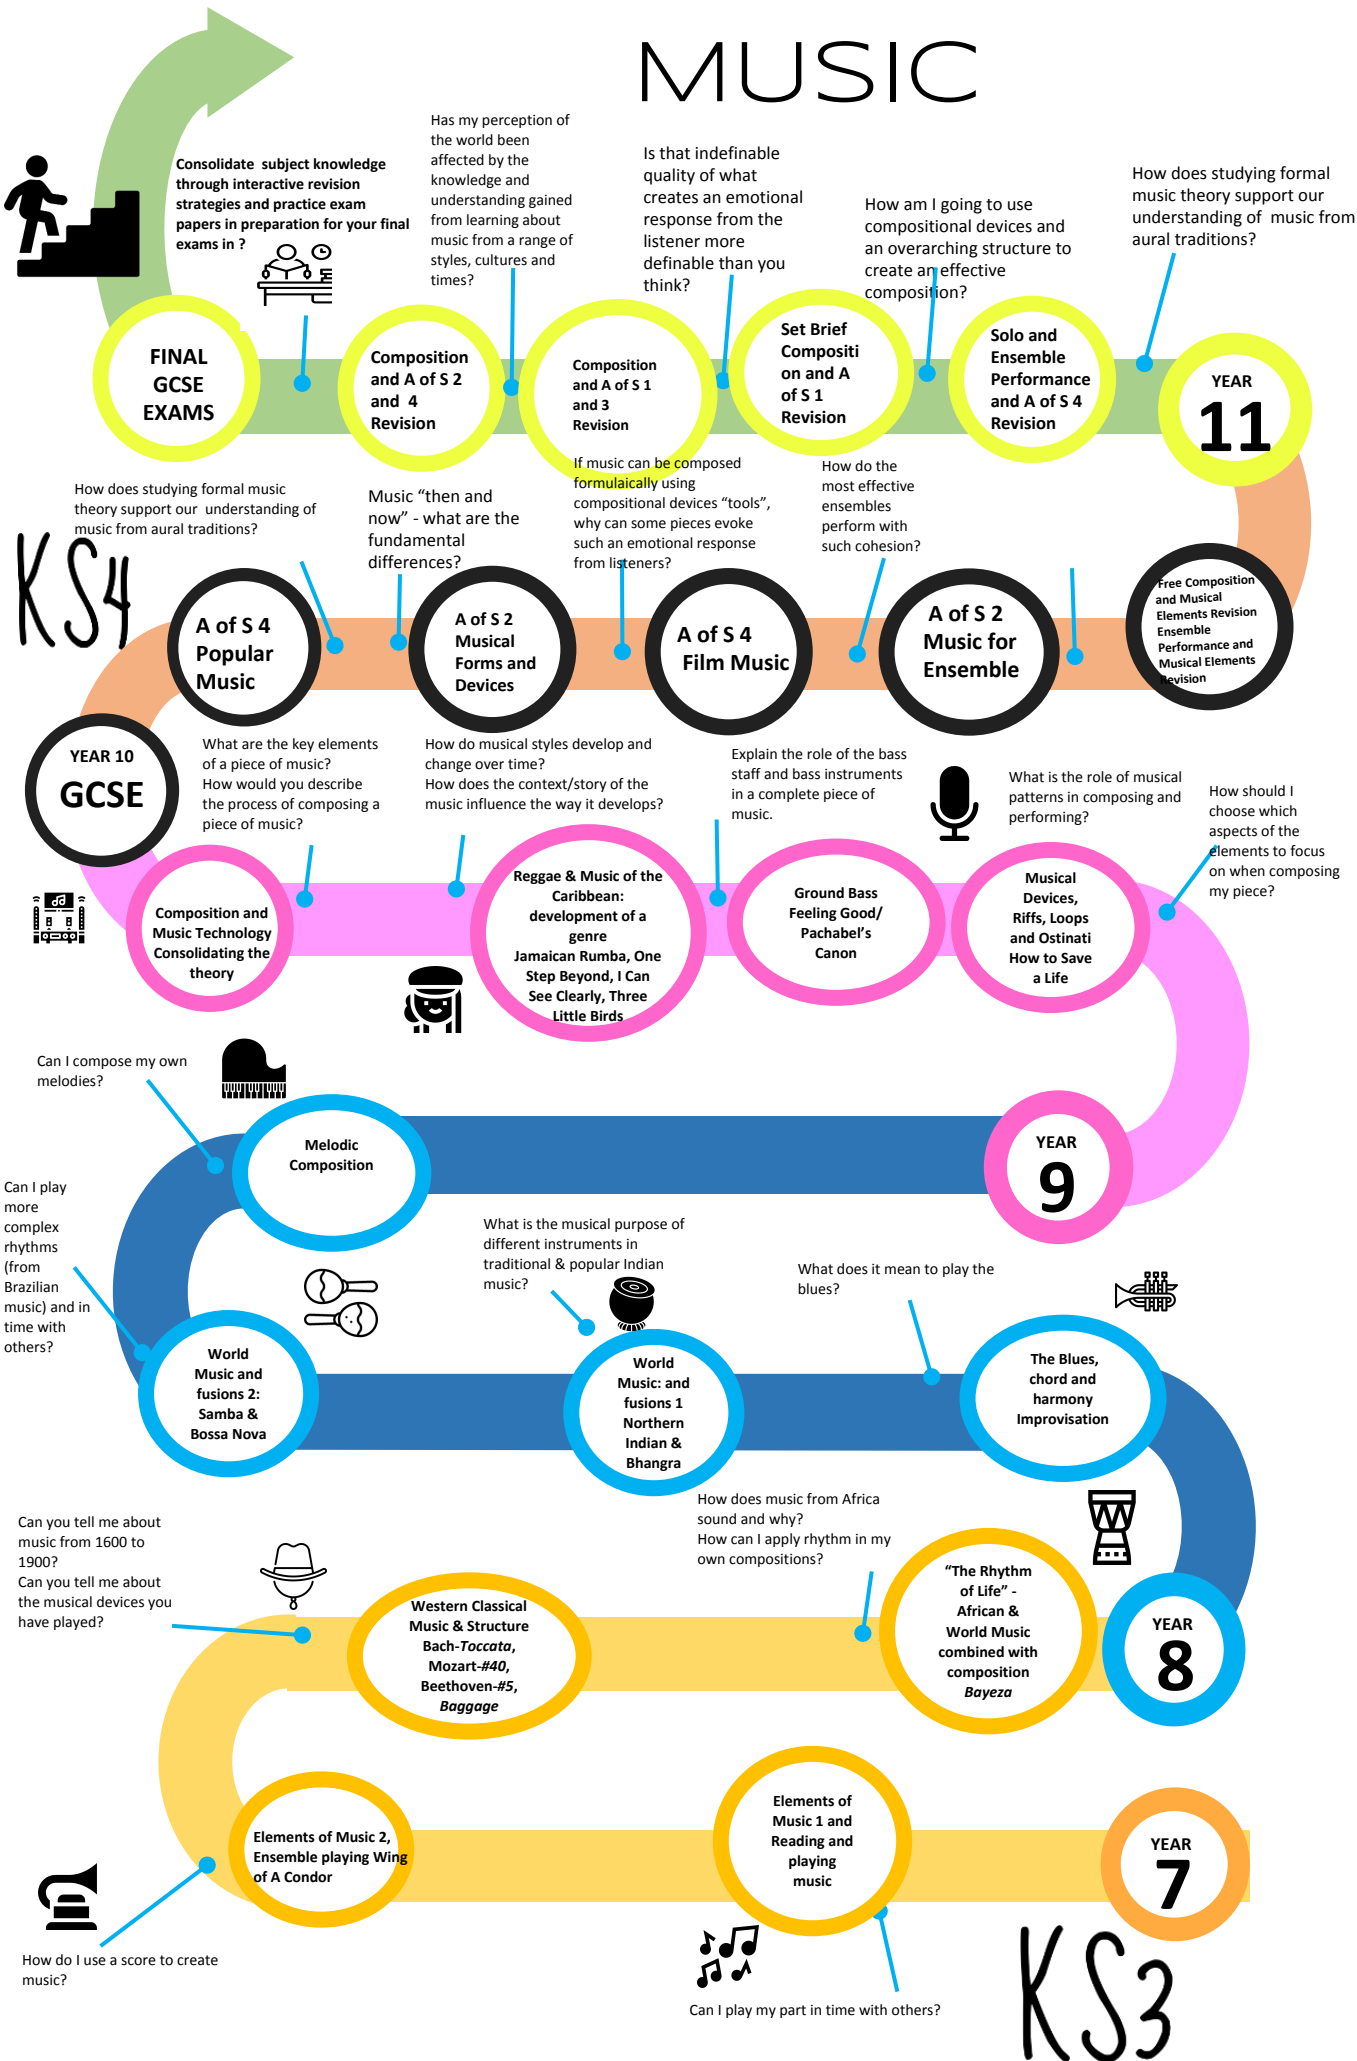 MUSIC
Consolidate subject knowledge
through interactive revision
strategies and practice exam
papers in preparation for your final
exams in ?
Has my perception of
the world been
affected by the
knowledge and
understanding gained
from learning about
music from a range of
styles, cultures and
times?
Is that indefinable
quality of what
creates an emotional
response from the
listener more
definable than you
think?
How am I going to use
compositional devices and
an overarching structure to
create an effective
composition?
How does studying formal
music theory support our
understanding of music from
aural traditions?
FINAL
GCSE
EXAMS
Composition
and A of S 2
and 4
Revision
Composition
and A of S 1
and 3
Revision
Set Brief
Compositi
on and A
of S 1
Revision
Solo and
Ensemble
Performance
and A of S 4
Revision
YEAR
11
How does studying formal music
theory support our understanding of
music from aural traditions?
Music “then and
now” - what are the
fundamental
differences?
If music can be composed
formulaically using
compositional devices “tools”,
why can some pieces evoke
such an emotional response
from listeners?
How do the
most effective
ensembles
perform with
such cohesion?
KS4
A of S 4
Popular
Music
A of S 2
Musical
Forms and
Devices
A of S 4
Film Music
A of S 2
Music for
Ensemble
Free Composition
and Musical
Elements Revision
Ensemble
Performance and
Musical Elements
Revision
YEAR 10
GCSE
What are the key elements
of a piece of music?
How would you describe
the process of composing a
piece of music?
How do musical styles develop and
change over time?
How does the context/story of the
music influence the way it develops?
Explain the role of the bass
staff and bass instruments
in a complete piece of
music.
What is the role of musical
patterns in composing and
performing?
How should I
choose which
aspects of the
elements to focus
on when composing
my piece?
Composition and
Music Technology
Consolidating the
theory
Reggae & Music of the
Caribbean:
development of a
genre
Jamaican Rumba, One
Step Beyond, I Can
See Clearly, Three
Little Birds
Ground Bass
Feeling Good/
Pachabel’s
Canon
Musical
Devices,
Riffs, Loops
and Ostinati
How to Save
a Life
Can I compose my own
melodies?
Melodic
Composition
YEAR
9
Can I play
more
complex
rhythms
(from
Brazilian
music) and in
time with
others?
What is the musical purpose of
different instruments in
traditional & popular Indian
music?
What does it mean to play the
blues?
World
Music and
fusions 2:
Samba &
Bossa Nova
World
Music: and
fusions 1
Northern
Indian &
Bhangra
The Blues,
chord and
harmony
Improvisation
Can you tell me about
music from 1600 to
1900?
Can you tell me about
the musical devices you
have played?
How does music from Africa
sound and why?
How can I apply rhythm in my
own compositions?
Western Classical
Music & Structure
Bach-Toccata,
Mozart-#40,
Beethoven-#5,
Baggage
“The Rhythm
of Life” -
African &
World Music
combined with
composition
Bayeza
YEAR
8
Elements of Music 2,
Ensemble playing Wing
of A Condor
Elements of
Music 1 and
Reading and
playing
music
YEAR
7
How do I use a score to create
music?
Can I play my part in time with others?
KS3